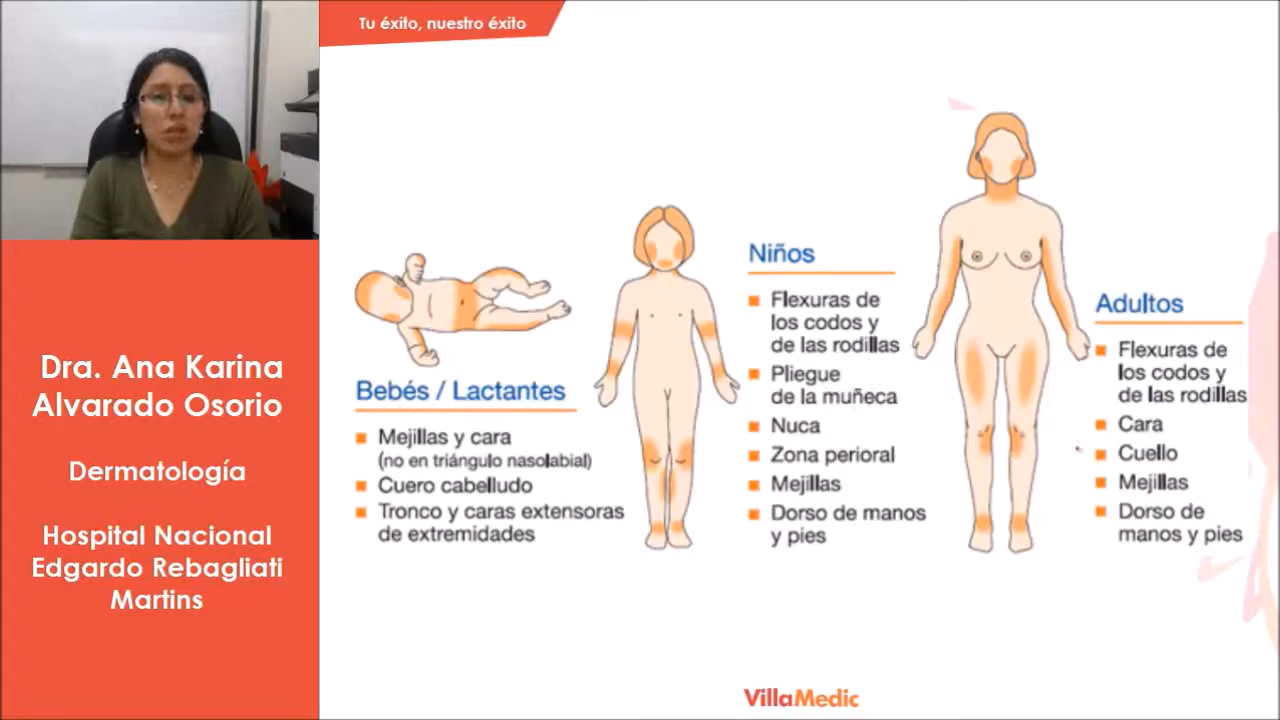 Tu éxito, nuestro éxito
Dra. Ana Karina
Alvarado Osorio
Dermatología
Hospital Nacional
Edgardo Rebagliati
Martins
Bebés / Lactantes
Mejillas y cara
(no en triángulo nasolabial)
Cuero cabelludo
Tronco y caras extensoras
de extremidades
Niños
Flexuras de
los codos y
de las rodillas
Pliegue
de la muñeca
Nuca
Zona perioral
Mejillas
Dorso de manos
y pies
Adultos
Flexuras de
los codos y
de las rodillas
Cara
Cuello
Mejillas
Dorso de
manos y pies
VillaMedic